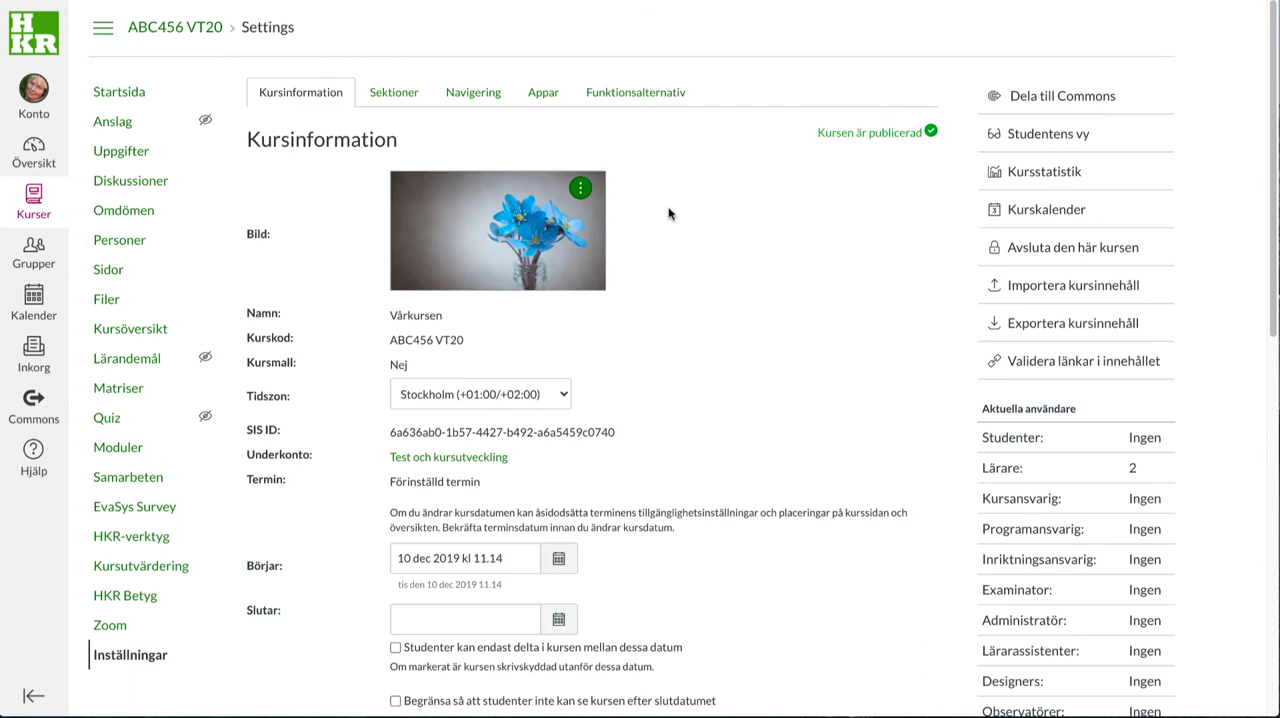 HKR
Konto
Översikt
Kurser
Grupper
Kalender
Inkorg
Commons
Hjälp
ABC456 VT20 › Settings
Startsida
Anslag
Uppgifter
Diskussioner
Omdömen
Personer
Sidor
Filer
Kursöversikt
Lärandemål
Matriser
Quiz
Moduler
Samarbeten
EvaSys Survey
HKR-verktyg
Kursutvärdering
HKR Betyg
Zoom
Inställningar
Kursinformation Sektioner Navigering Appar Funktionsalternativ
Kursinformation
Kursen är publicerad
Bild:
Namn: Vårkursen
Kurskod: ABC456 VT20
Kursmall: Nej
Tidszon: Stockholm (+01:00/+02:00)
SIS ID: 6a636ab0-1b57-4427-b492-a6a5459c0740
Underkonto: Test och kursutveckling
Termin: Förinställd termin
Om du ändrar kursdatumen kan åsidodsätta terminens tillgänglighetsinställningar och placeringar på kurssidan och
översikten. Bekräfta terminsdatum innan du ändrar kursdatum.
Börjar: 10 dec 2019 kl 11.14
tis den 10 dec 2019 11.14
Slutar:
Studenter kan endast delta i kursen mellan dessa datum
Om markerat är kursen skrivskyddad utanför dessa datum.
Begränsa så att studenter inte kan se kursen efter slutdatumet
Dela till Commons
Studentens vy
Kursstatistik
Kurskalender
Avsluta den här kursen
Importera kursinnehåll
Exportera kursinnehåll
Validera länkar i innehållet
Aktuella användare
Studenter: Ingen
Lärare: 2
Kursansvarig: Ingen
Programansvarig: Ingen
Inriktningsansvarig: Ingen
Examinator: Ingen
Administratör: Ingen
Lärarassistenter: Ingen
Designers: Ingen
Observatörer: Ingen